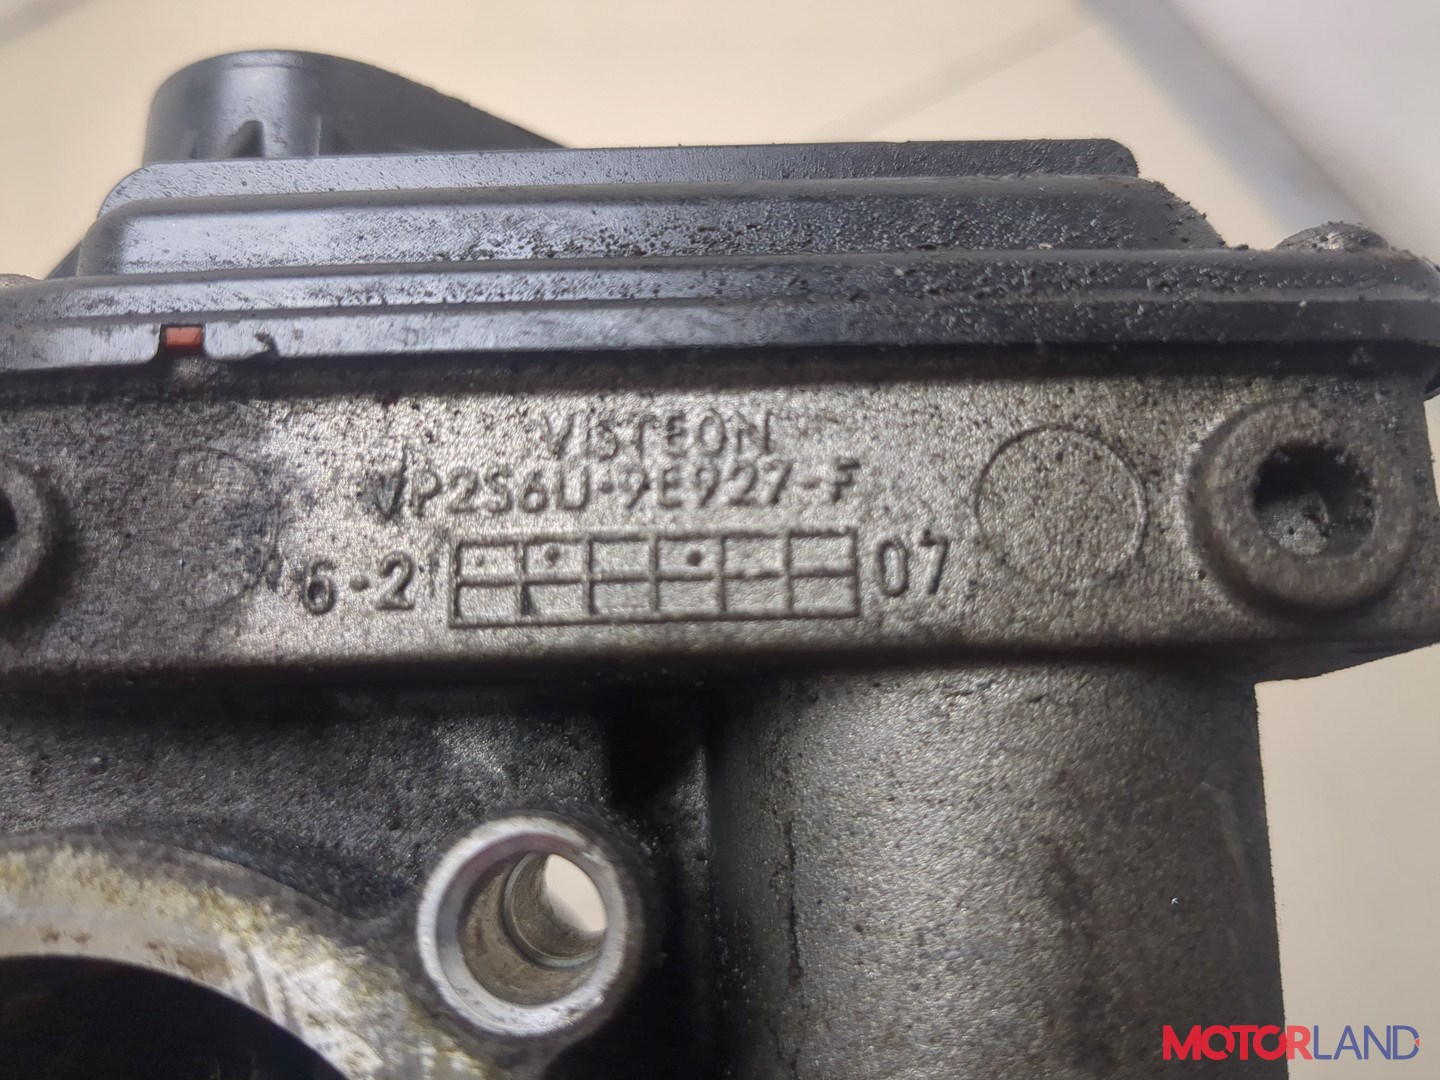 VISTEON
VP2S6U-9E927-F
6-2 07
MOTORLAND